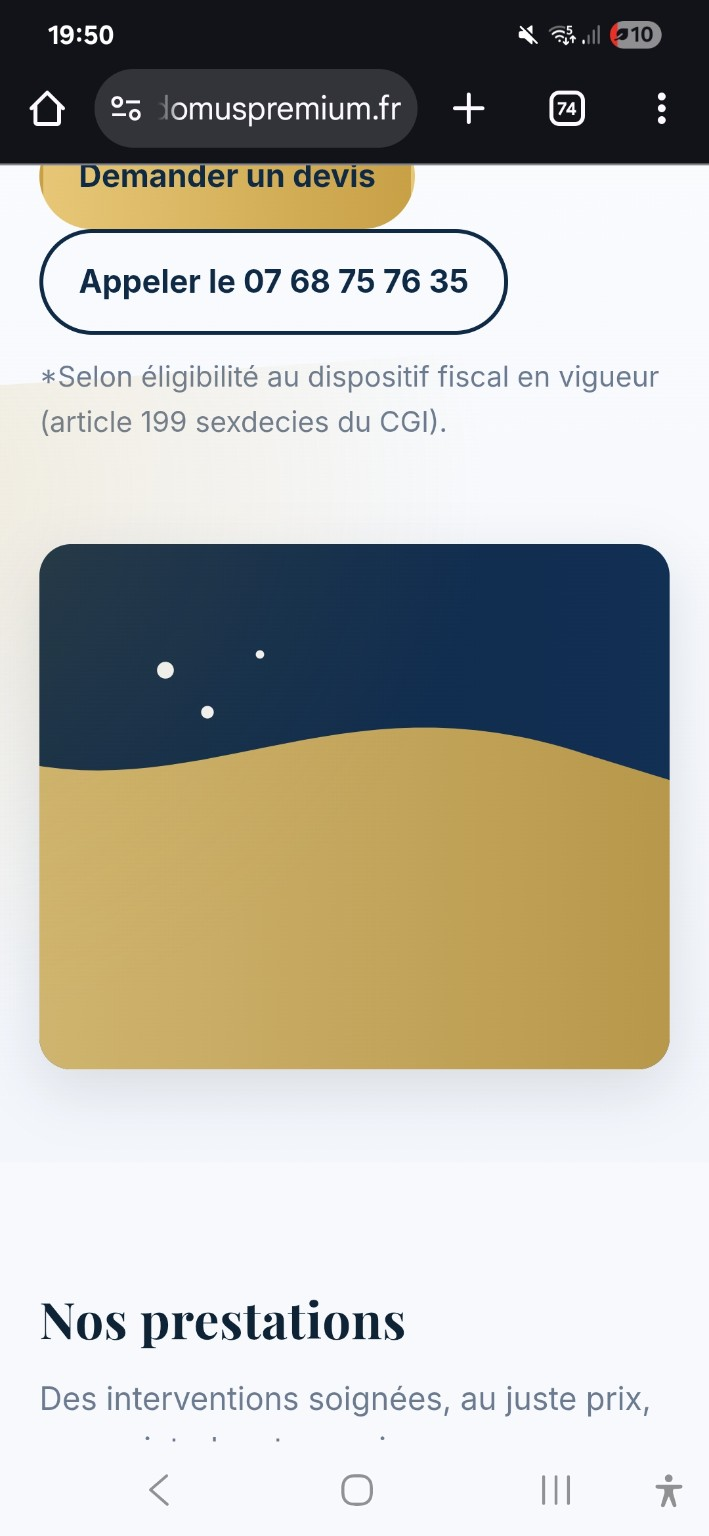 19:50
10
domuspremium.fr
74
Demander un devis
Appeler le 07 68 75 76 35
*Selon éligibilité au dispositif fiscal en vigueur
(article 199 sexdecies du CGI).
Nos prestations
Des interventions soignées, au juste prix,